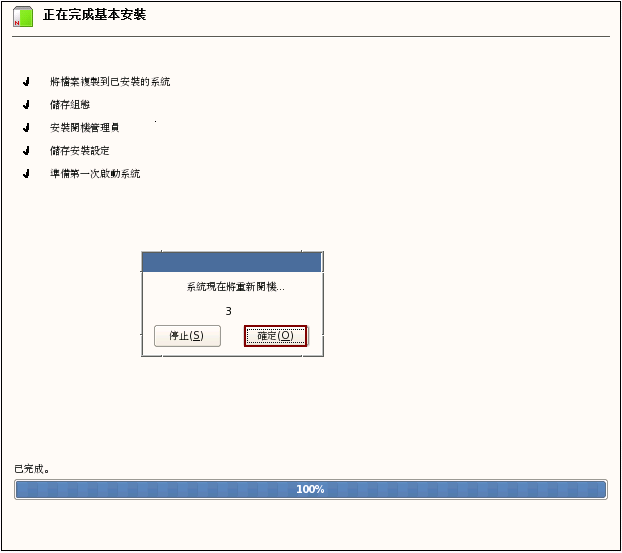 正在完成基本安裝
將檔案複製到已安裝的系統
儲存組態
安裝開機管理員
儲存安裝設定
準備第一次啟動系統
系統現在將重新開機...
3
停止(S)
確定(O)
已完成。
100%